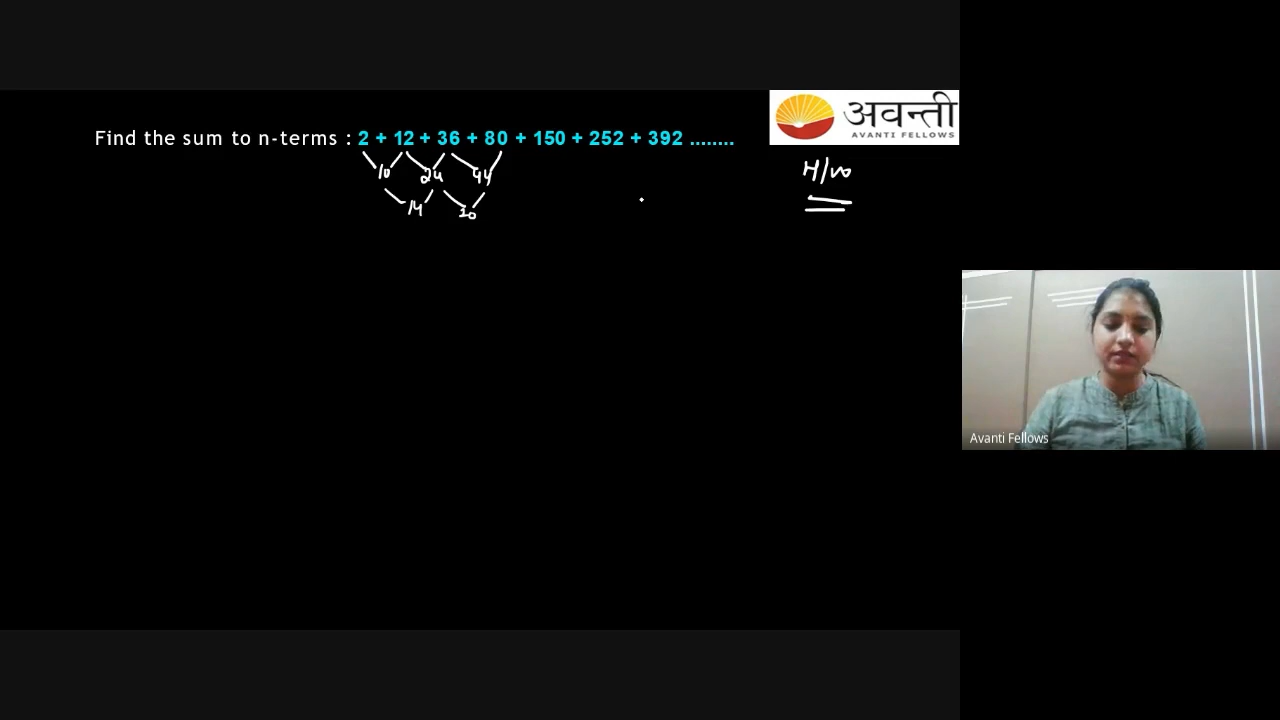 अवन्ती
AVANTI FELLOWS
Find the sum to n-terms : 2 + 12 + 36 + 80 + 150 + 252 + 392 ........
H/w
10 24 44
14 20
Avanti Fellows